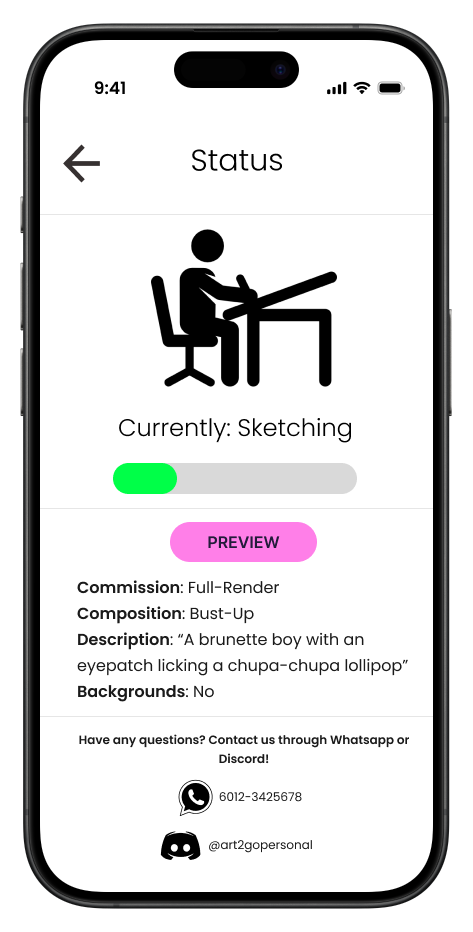 9:41
Status
Currently: Sketching
PREVIEW
Commission: Full-Render
Composition: Bust-Up
Description: “A brunette boy with an
eyepatch licking a chupa-chupa lollipop”
Backgrounds: No
Have any questions? Contact us through Whatsapp or
Discord!
6012-3425678
@art2gopersonal